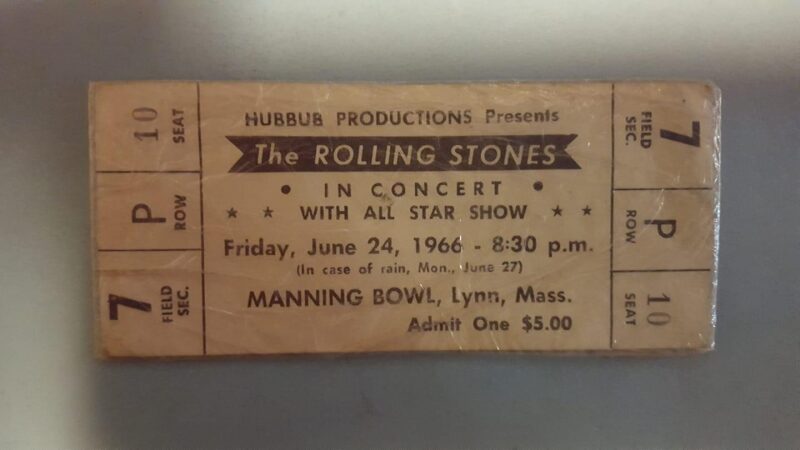 10 SEAT
P ROW
7 FIELD SEC.
HUBBUB PRODUCTIONS Presents
The ROLLING STONES
• IN CONCERT •
★ ★ WITH ALL STAR SHOW ★ ★
Friday, June 24, 1966 - 8:30 p.m.
(In case of rain, Mon., June 27)
MANNING BOWL, Lynn, Mass.
Admit One $5.00
FIELD SEC. 7
ROW P
SEAT 10